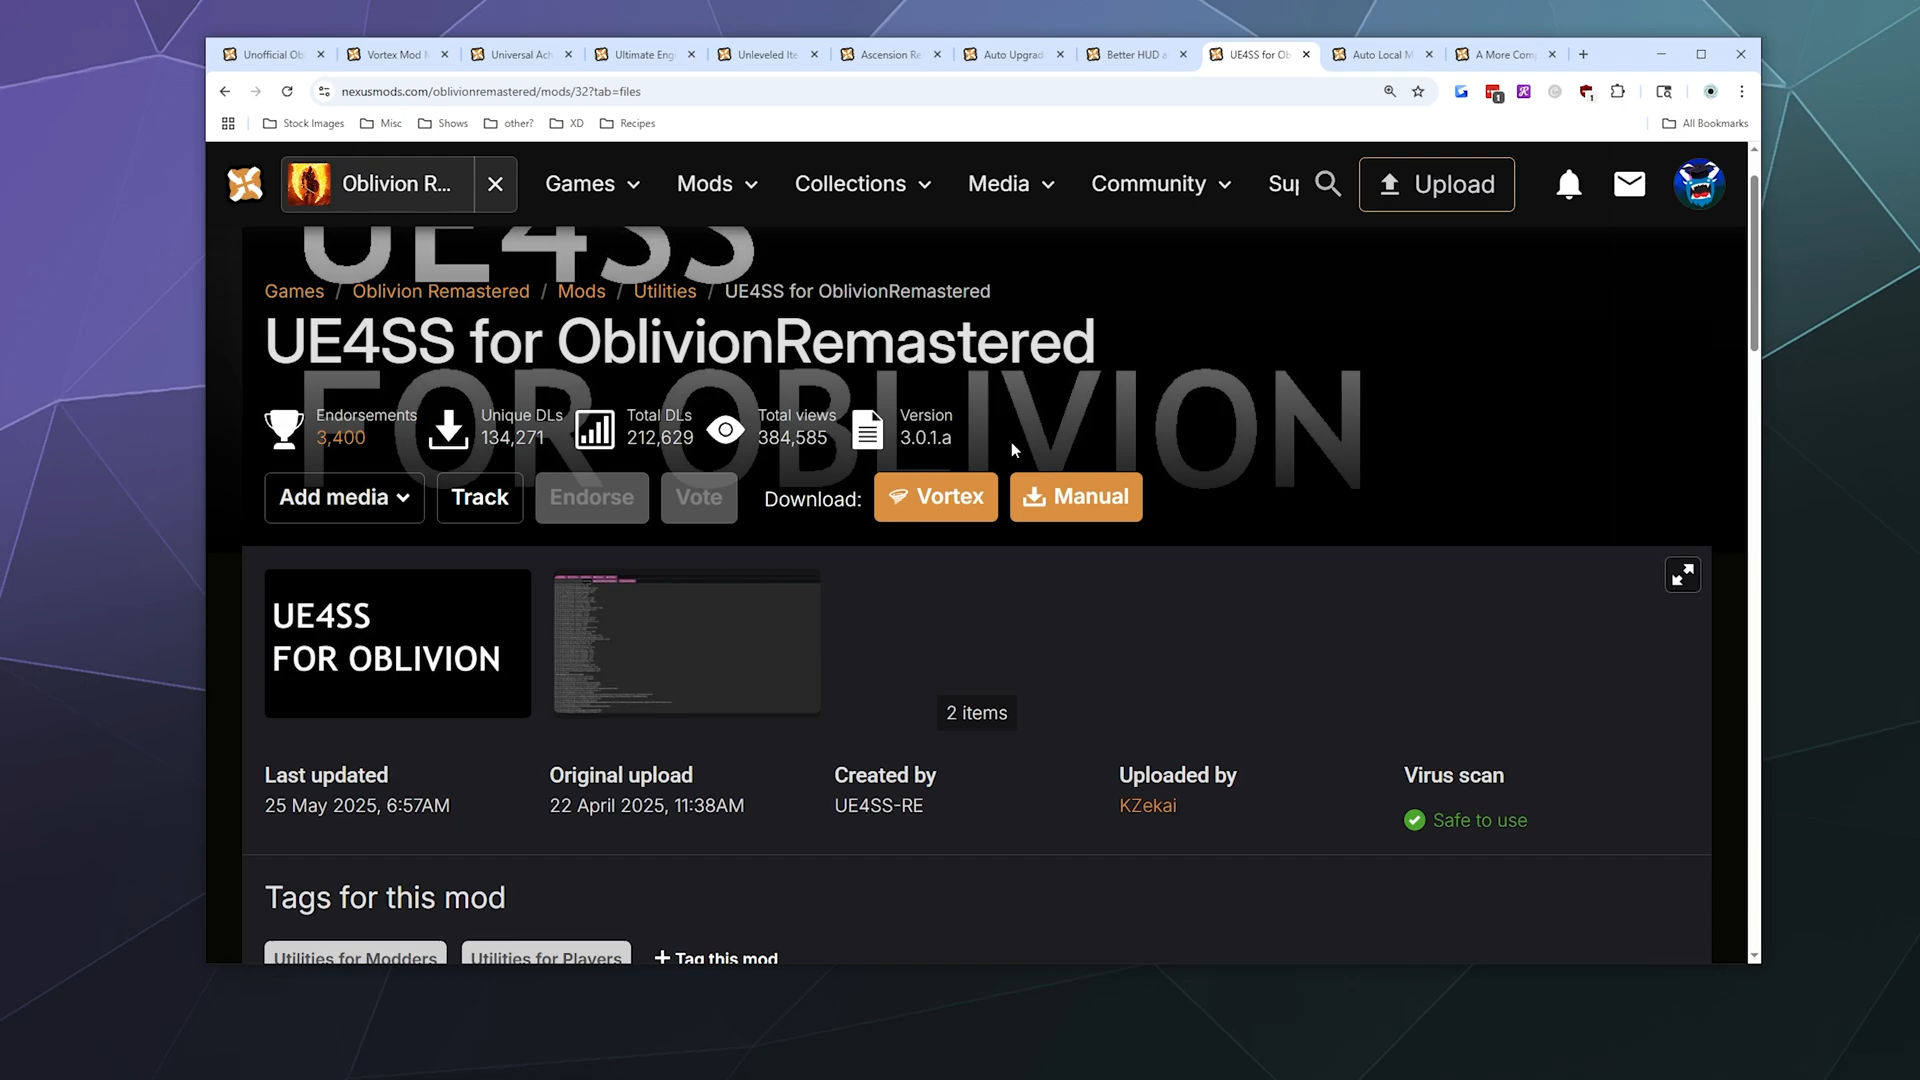 Unofficial Ob
Vortex Mod M
Universal Ach
Ultimate Eng
Unleveled Ite
Ascension Re
Auto Upgrad
Better HUD a
UE4SS for Ob
Auto Local M
A More Comp
nexusmods.com/oblivionremastered/mods/32?tab=files
1
1
Stock Images
Misc
Shows
other?
XD
Recipes
All Bookmarks
Oblivion R...
Games
Mods
Collections
Media
Community
Sup
Upload
UE4SS
Games / Oblivion Remastered / Mods / Utilities / UE4SS for OblivionRemastered
UE4SS for OblivionRemastered
FOR OBLIVION
Endorsements
3,400
Unique DLs
134,271
Total DLs
212,629
Total views
384,585
Version
3.0.1.a
Add media
Track
Endorse
Vote
Download:
Vortex
Manual
UE4SS
FOR OBLIVION
2 items
Last updated
25 May 2025, 6:57AM
Original upload
22 April 2025, 11:38AM
Created by
UE4SS-RE
Uploaded by
KZekai
Virus scan
Safe to use
Tags for this mod
Utilities for Modders
Utilities for Players
+ Tag this mod